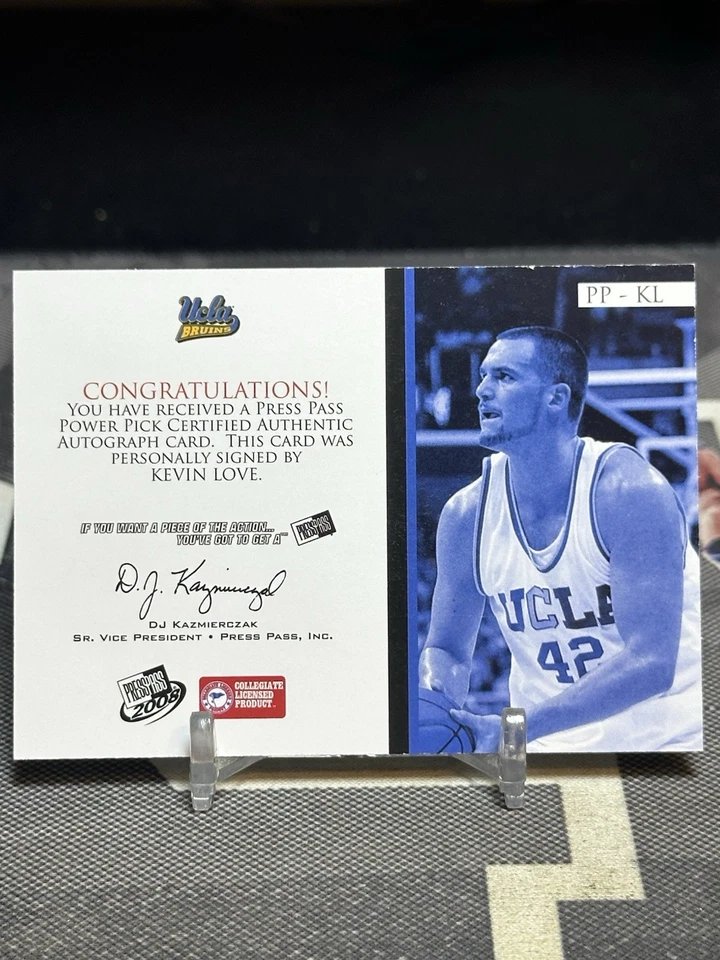 Ucla
BRUINS
PP - KL
CONGRATULATIONS!
YOU HAVE RECEIVED A PRESS PASS
POWER PICK CERTIFIED AUTHENTIC
AUTOGRAPH CARD. THIS CARD WAS
PERSONALLY SIGNED BY
KEVIN LOVE.
IF YOU WANT A PIECE OF THE ACTION...
YOU'VE GOT TO GET A
PRESS PASS
D.J. Kazmierczak
DJ KAZMIERCZAK
SR. VICE PRESIDENT • PRESS PASS, INC.
PRESS PASS
2008
COLLEGIATE
LICENSED
PRODUCT
UCLA
42